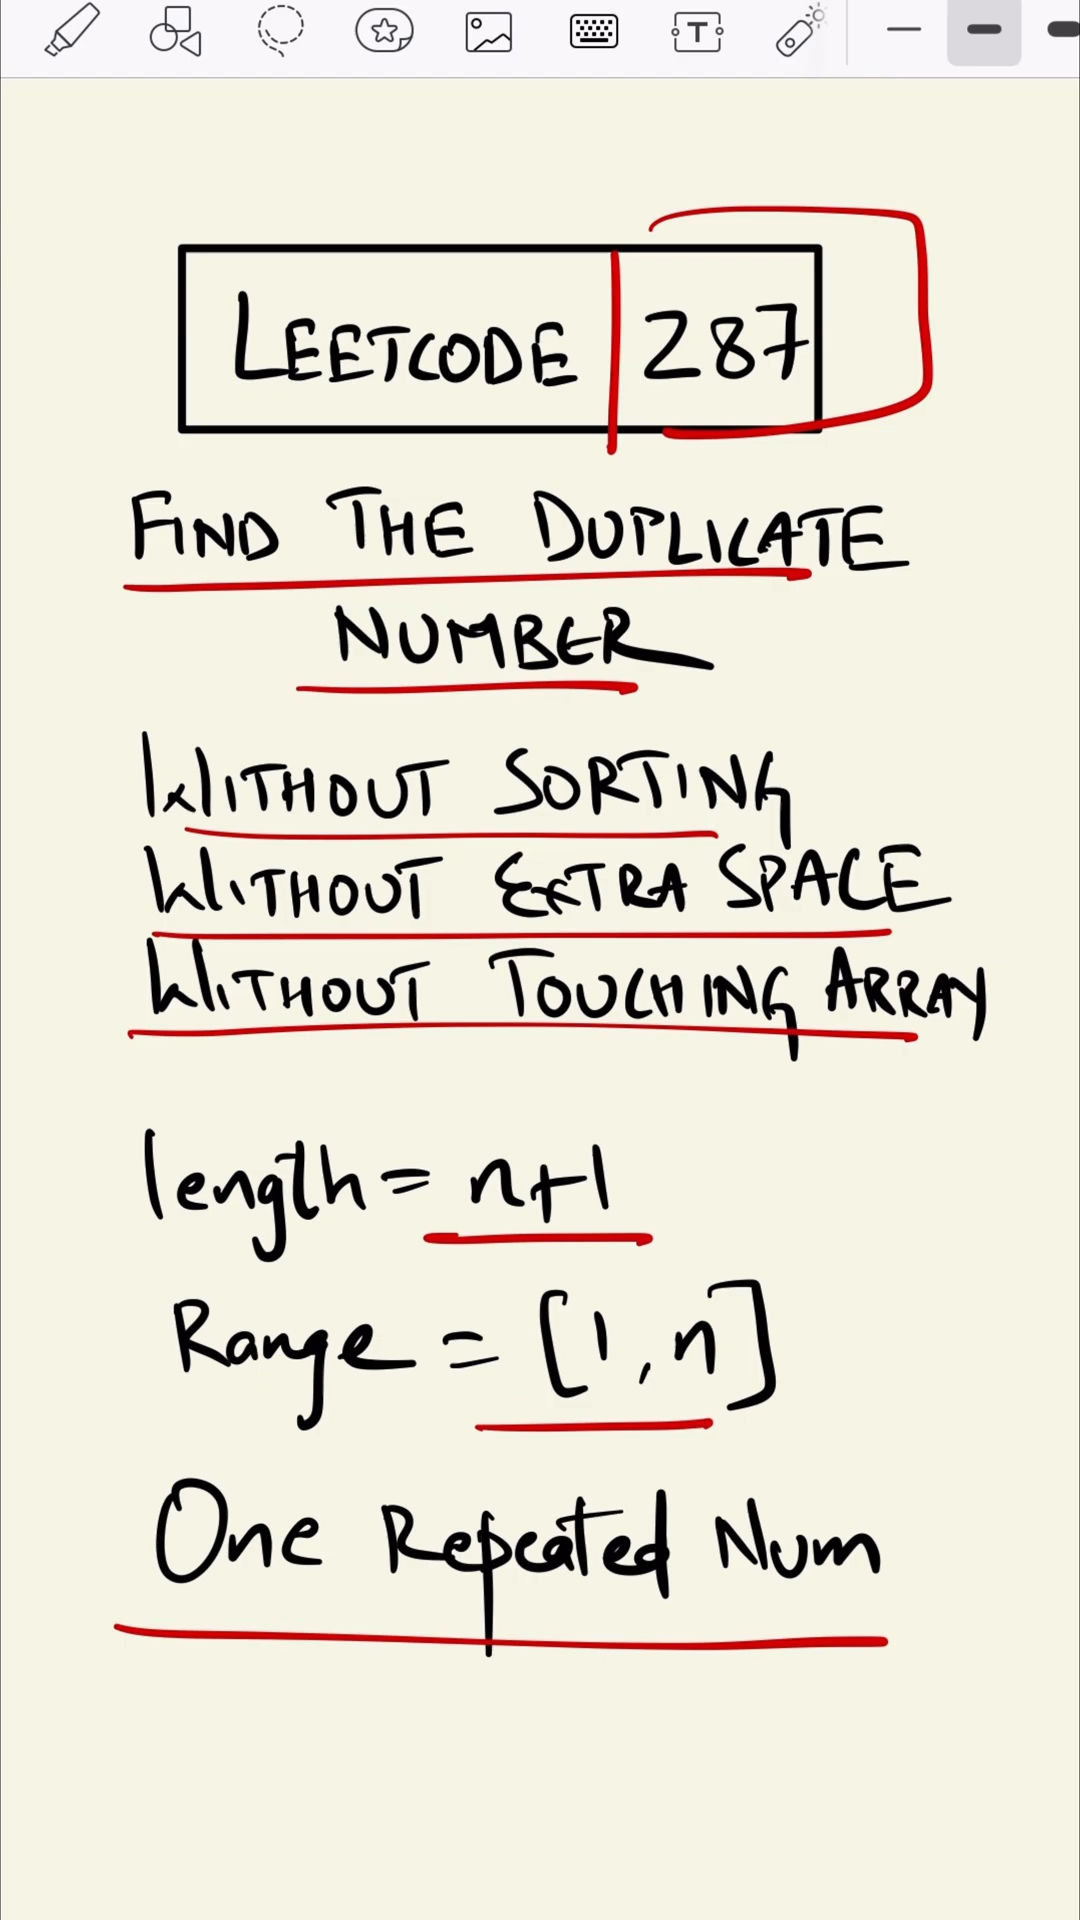 LEETCODE 287
FIND THE DUPLICATE
NUMBER
WITHOUT SORTING
WITHOUT EXTRA SPACE
WITHOUT TOUCHING ARRAY
length = n+1
Range = [1, n]
One Repeated Num